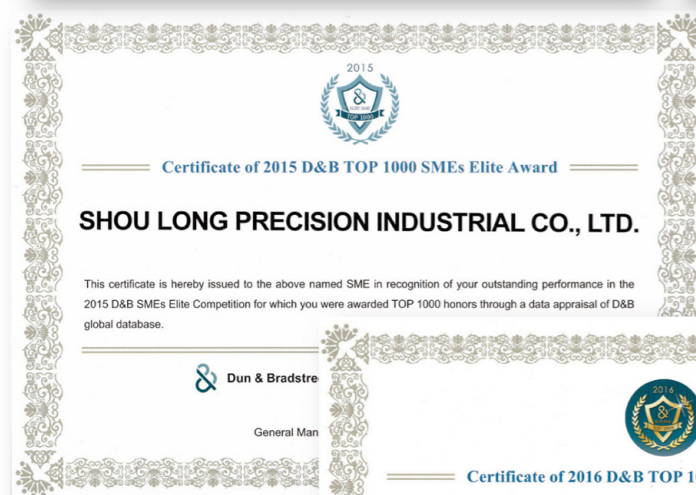 2015
&
TOP 1000
Certificate of 2015 D&B TOP 1000 SMEs Elite Award
SHOU LONG PRECISION INDUSTRIAL CO., LTD.
This certificate is hereby issued to the above named SME in recognition of your outstanding performance in the
2015 D&B SMEs Elite Competition for which you were awarded TOP 1000 honors through a data appraisal of D&B
global database.
& Dun & Bradstree
General Man
2016
&
TOP 1000
Certificate of 2016 D&B TOP 1